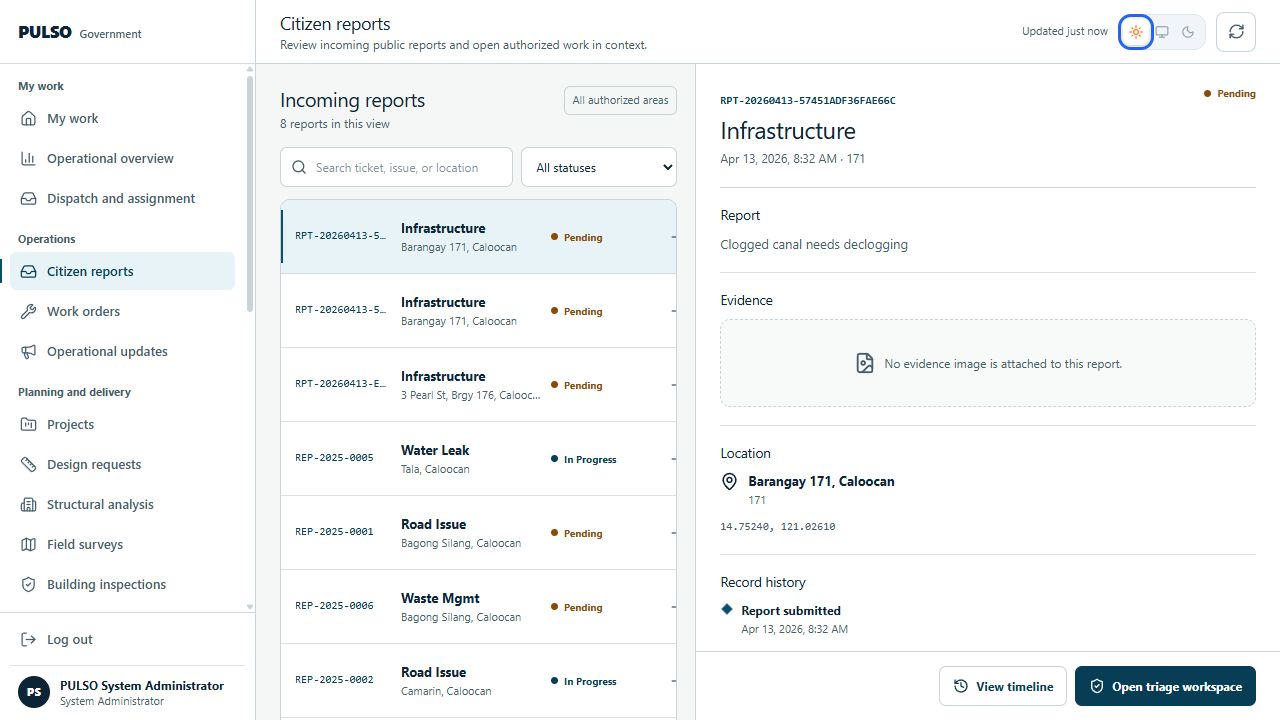 PULSO Government
My work
My work
Operational overview
Dispatch and assignment
Operations
Citizen reports
Work orders
Operational updates
Planning and delivery
Projects
Design requests
Structural analysis
Field surveys
Building inspections
Log out
PS
PULSO System Administrator
System Administrator
Citizen reports
Review incoming public reports and open authorized work in context.
Updated just now
Incoming reports
8 reports in this view
All authorized areas
Search ticket, issue, or location
All statuses
RPT-20260413-5…
Infrastructure
Barangay 171, Caloocan
Pending
RPT-20260413-5…
Infrastructure
Barangay 171, Caloocan
Pending
RPT-20260413-E…
Infrastructure
3 Pearl St, Brgy 176, Calooc…
Pending
REP-2025-0005
Water Leak
Tala, Caloocan
In Progress
REP-2025-0001
Road Issue
Bagong Silang, Caloocan
Pending
REP-2025-0006
Waste Mgmt
Bagong Silang, Caloocan
Pending
REP-2025-0002
Road Issue
Camarin, Caloocan
In Progress
RPT-20260413-57451ADF36FAE66C
Pending
Infrastructure
Apr 13, 2026, 8:32 AM · 171
Report
Clogged canal needs declogging
Evidence
No evidence image is attached to this report.
Location
Barangay 171, Caloocan
171
14.75240, 121.02610
Record history
Report submitted
Apr 13, 2026, 8:32 AM
View timeline
Open triage workspace